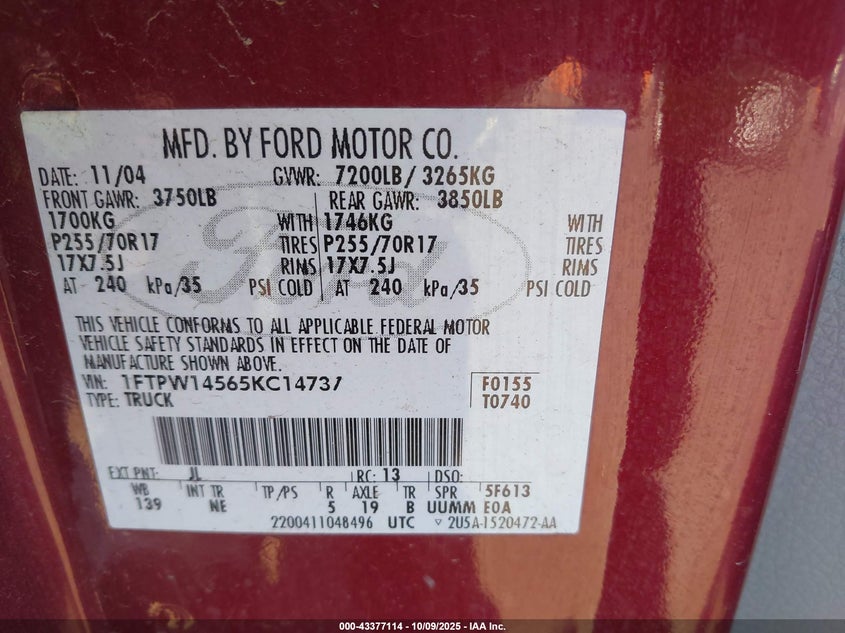 MFD. BY FORD MOTOR CO.
DATE: 11/04 GVWR: 7200LB/ 3265KG
FRONT GAWR: 3750LB REAR GAWR: 3850LB
1700KG WITH 1746KG WITH
P255/70R17 TIRES P255/70R17 TIRES
17X7.5J RIMS 17X7.5J RIMS
AT 240 kPa/35 PSI COLD AT 240 kPa/35 PSI COLD
Ford
THIS VEHICLE CONFORMS TO ALL APPLICABLE FEDERAL MOTOR
VEHICLE SAFETY STANDARDS IN EFFECT ON THE DATE OF
MANUFACTURE SHOWN ABOVE.
VIN: 1FTPW14565KC14737 F0155
TYPE: TRUCK T0740
EXT PNT: JL RC: 13 DSO:
WB INT TR TP/PS R AXLE TR SPR 5F613
139 NE 5 19 B UUMM EOA
2200411048496 UTC ▽ 2U5A-1520472-AA
000-43377114 - 10/09/2025 - IAA Inc.